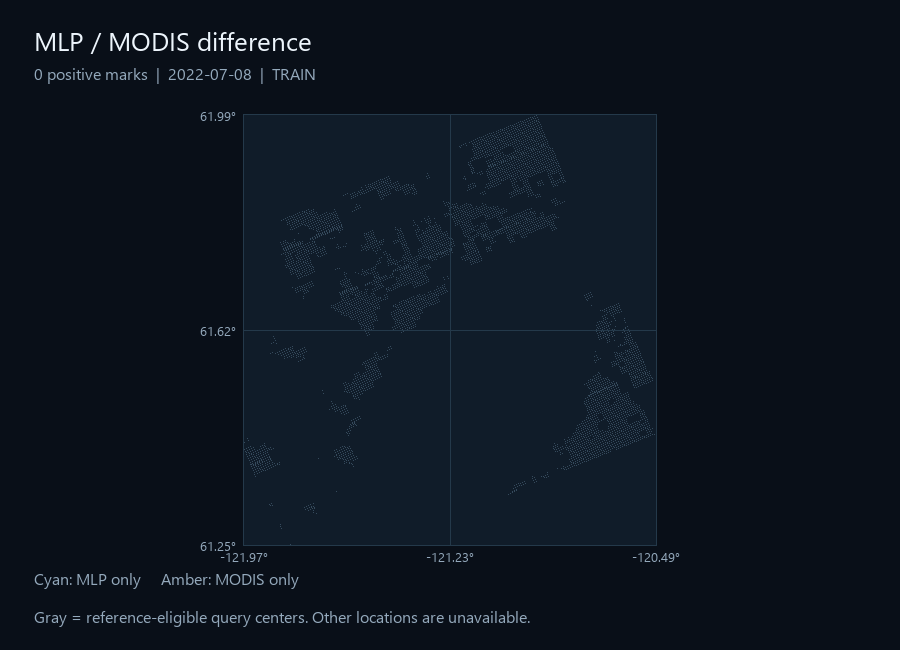 MLP / MODIS difference
0 positive marks | 2022-07-08 | TRAIN
61.99°
61.62°
61.25°
-121.97° -121.23° -120.49°
Cyan: MLP only Amber: MODIS only
Gray = reference-eligible query centers. Other locations are unavailable.